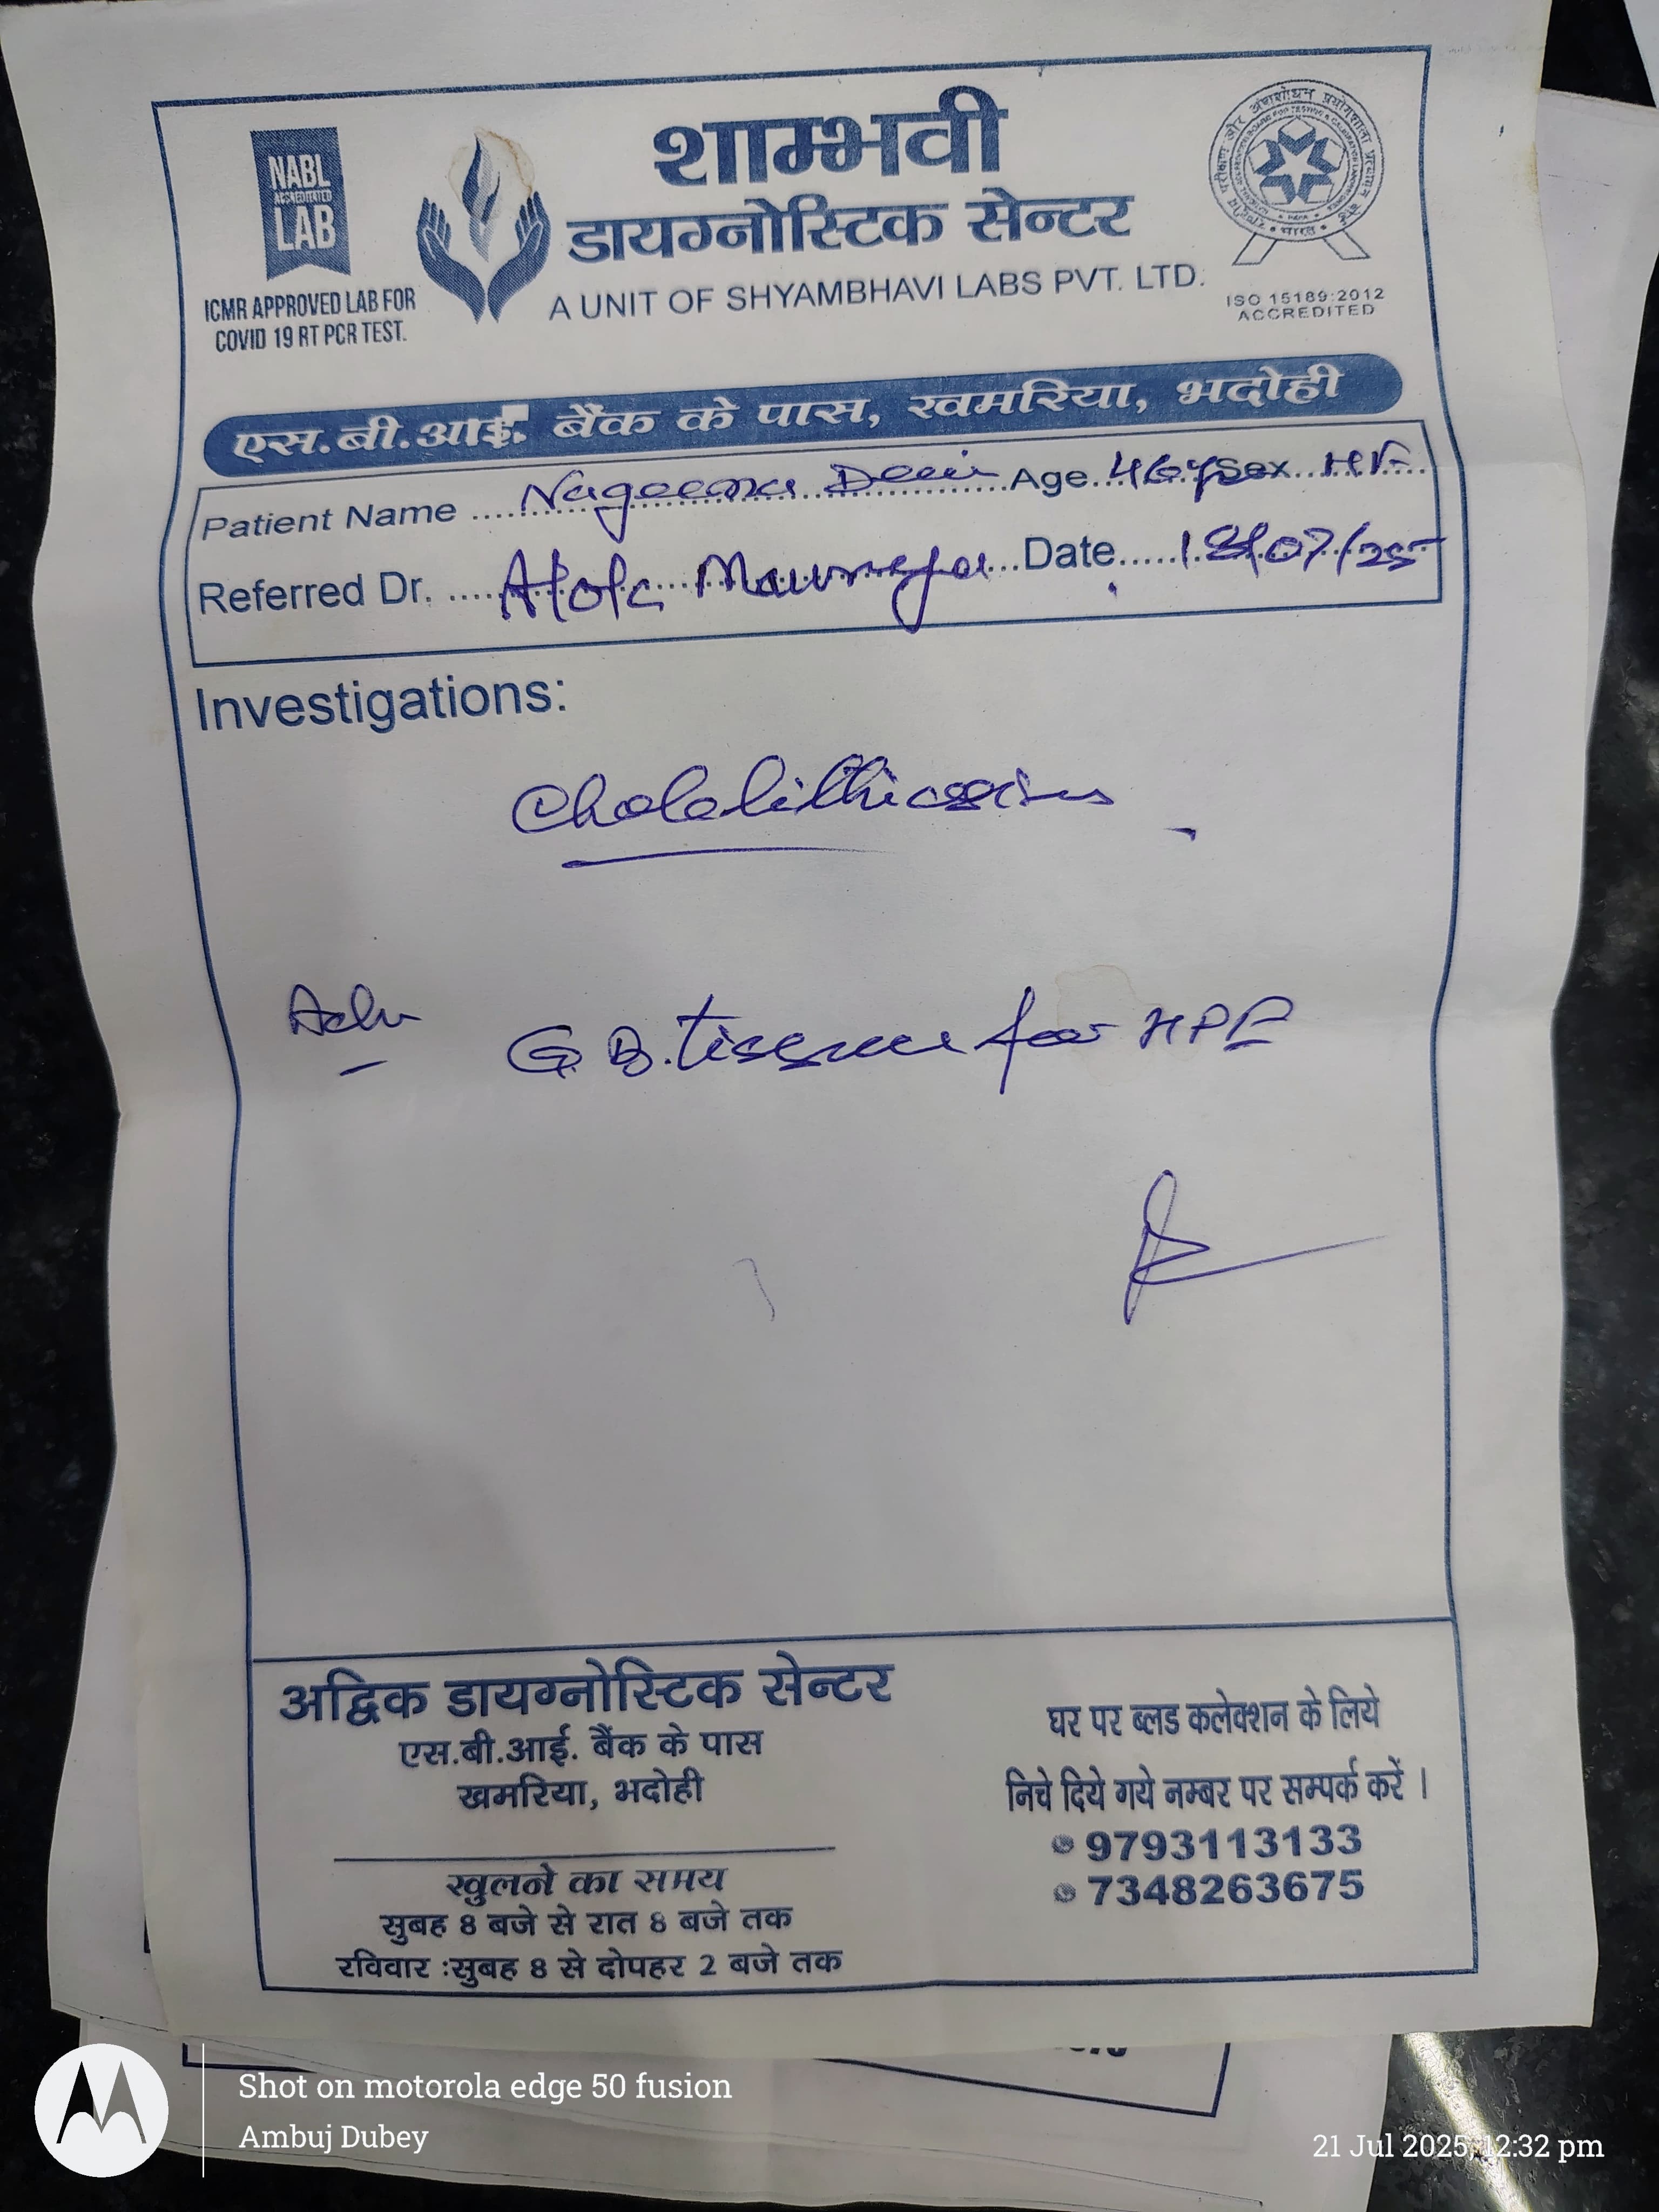 NABL
ACCREDITED
LAB
ICMR APPROVED LAB FOR
COVID 19 RT PCR TEST.
शाम्भवी
डायग्नोस्टिक सेन्टर
A UNIT OF SHYAMBHAVI LABS PVT. LTD.
ISO 15189:2012
ACCREDITED
एस.बी.आई. बैंक के पास, खमरिया, भदोही
Patient Name Nageena Devi Age 46y Sex
Referred Dr. Alok Maurya Date 18/07/25
Investigations:
Cholelithiasis
Adv G.B. tissue for HPE
अद्विक डायग्नोस्टिक सेन्टर
एस.बी.आई. बैंक के पास
खमरिया, भदोही
खुलने का समय
सुबह 8 बजे से रात 8 बजे तक
रविवार :सुबह 8 से दोपहर 2 बजे तक
घर पर ब्लड कलेक्शन के लिये
निचे दिये गये नम्बर पर सम्पर्क करें ।
9793113133
7348263675
Shot on motorola edge 50 fusion
Ambuj Dubey
21 Jul 2025, 12:32 pm